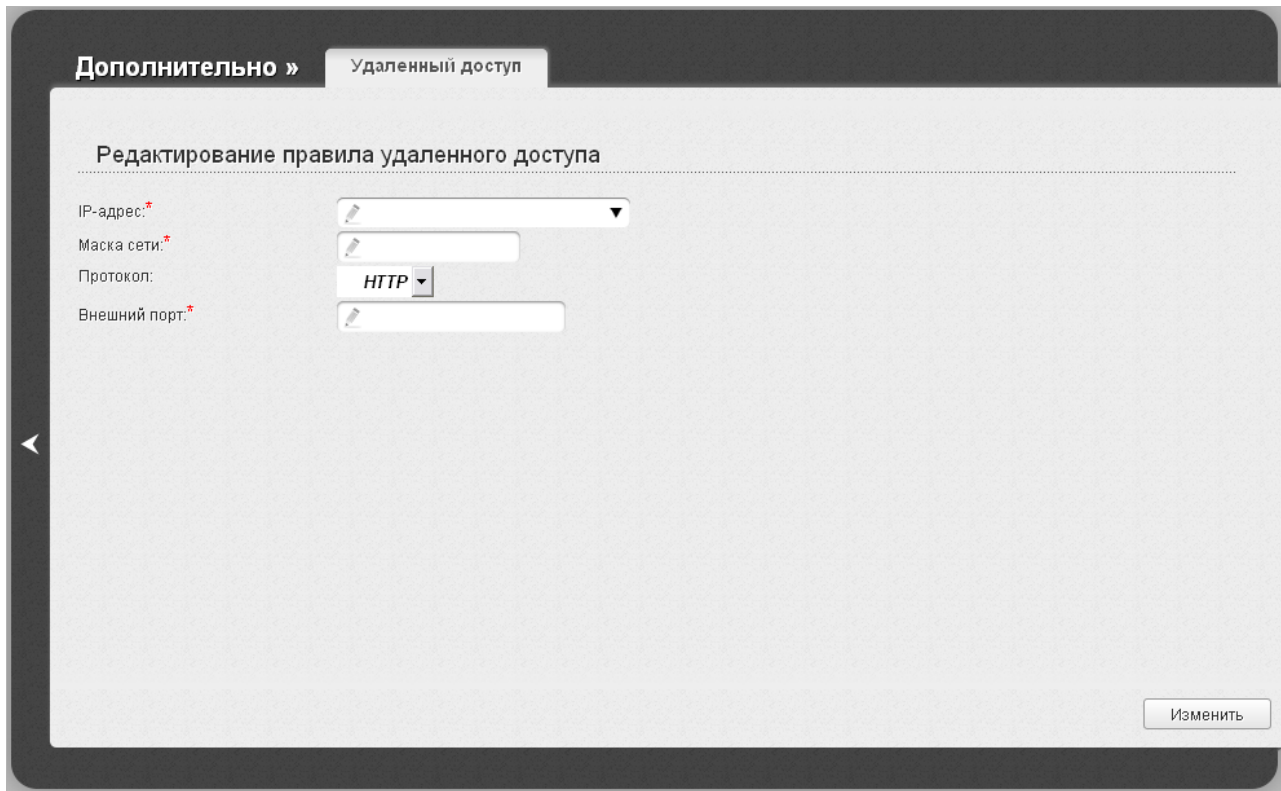 Дополнительно » Удаленный доступ
Редактирование правила удаленного доступа
IP-адрес:*
Маска сети:*
Протокол: HTTP
Внешний порт:*
Изменить